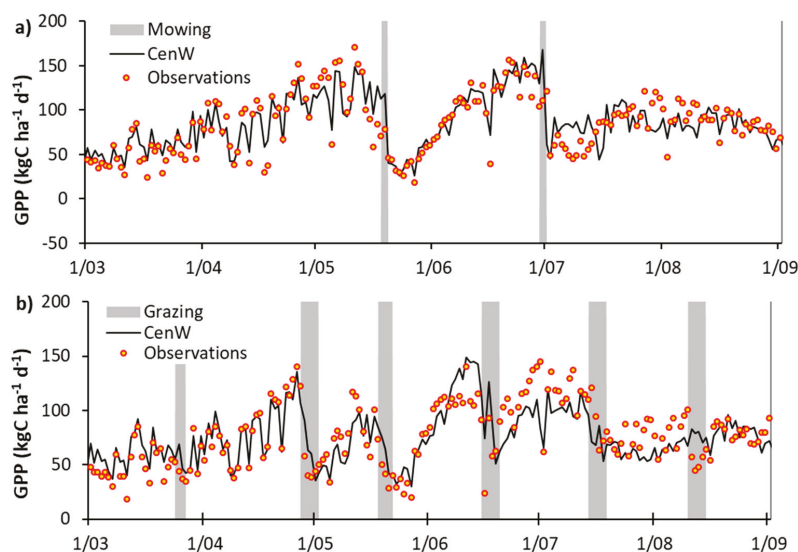 a)
200
150
100
50
0
-50
GPP (kgC ha⁻¹ d⁻¹)
Mowing
CenW
Observations
1/03 1/04 1/05 1/06 1/07 1/08 1/09
b)
200
150
100
50
0
GPP (kgC ha⁻¹ d⁻¹)
Grazing
CenW
Observations
1/03 1/04 1/05 1/06 1/07 1/08 1/09